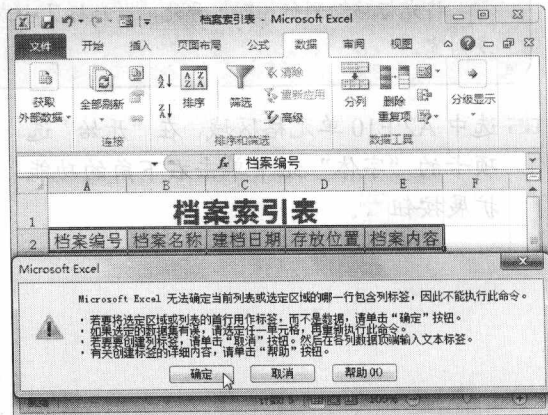 档案索引表 - Microsoft Excel
文件 开始 插入 页面布局 公式 数据 审阅 视图
获取
外部数据
全部刷新
连接
排序
筛选
清除
重新应用
高级
排序和筛选
分列
删除
重复项
数据工具
分级显示
fx 档案编号
A B C D E F
1 档案索引表
2 档案编号 档案名称 建档日期 存放位置 档案内容
Microsoft Excel
Microsoft Excel 无法确定当前列表或选定区域的哪一行包含列标签，因此不能执行此命令。
· 若要将选定区域或列表的首行用作标签，而不是数据，请单击“确定”按钮。
· 如果选定的数据集有误，请选定任一单元格，再重新执行此命令。
· 若要要创建列标签，请单击“取消”按钮。然后在各列数据顶端输入文本标签。
· 有关创建标签的详细内容，请单击“帮助”按钮。
确定 取消 帮助(H)
100%